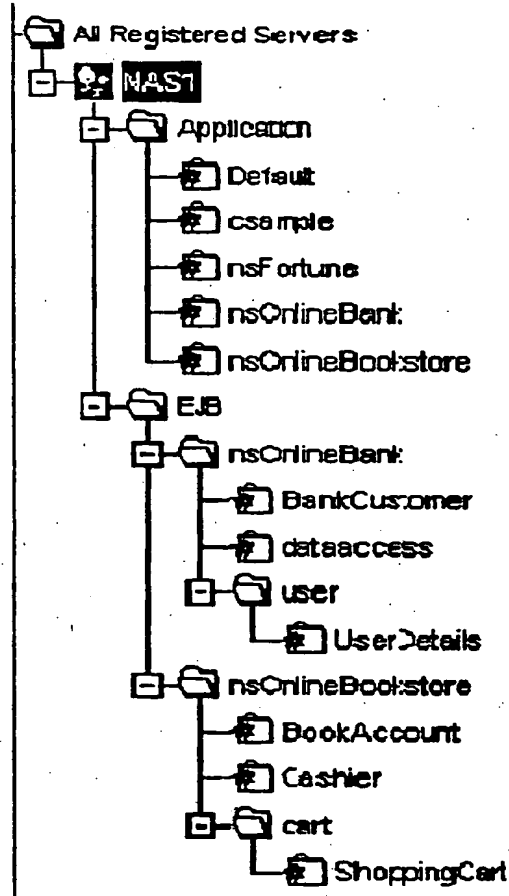 All Registered Servers
NAS1
Application
Default
csample
nsFortune
nsOnlineBank
nsOnlineBookstore
EJB
nsOnlineBank
BankCustomer
dataaccess
user
UserDetails
nsOnlineBookstore
BookAccount
Cashier
cart
ShoppingCart